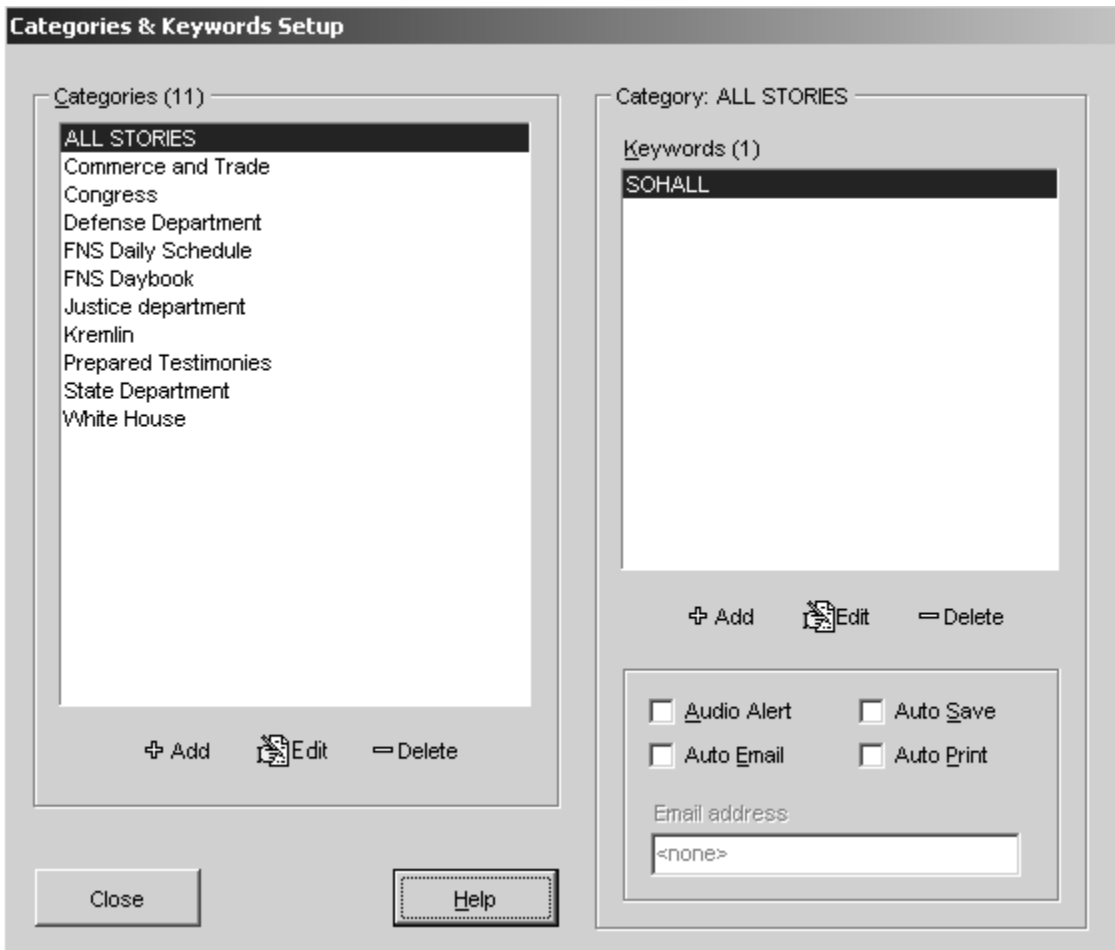 Categories & Keywords Setup
Categories (11)
ALL STORIES
Commerce and Trade
Congress
Defense Department
FNS Daily Schedule
FNS Daybook
Justice department
Kremlin
Prepared Testimonies
State Department
White House
Add Edit Delete
Close Help
Category: ALL STORIES
Keywords (1)
SOHALL
Add Edit Delete
Audio Alert Auto Save
Auto Email Auto Print
Email address
<none>